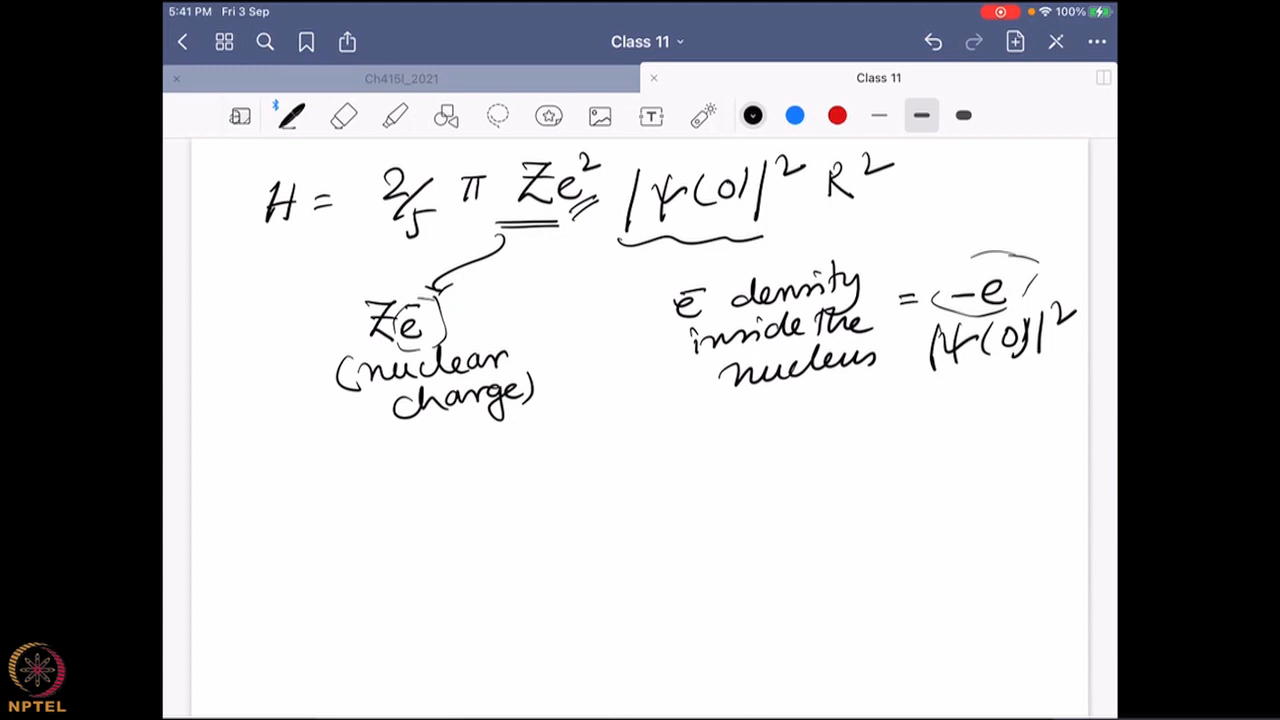 5:41 PM Fri 3 Sep
100%
Class 11
Ch415I_2021
Class 11
H = 2/5 π Ze² |Ψ(0)|² R²
Ze
(nuclear
charge)
e̅ density
inside the
nucleus
= -e
|Ψ(0)|²
NPTEL